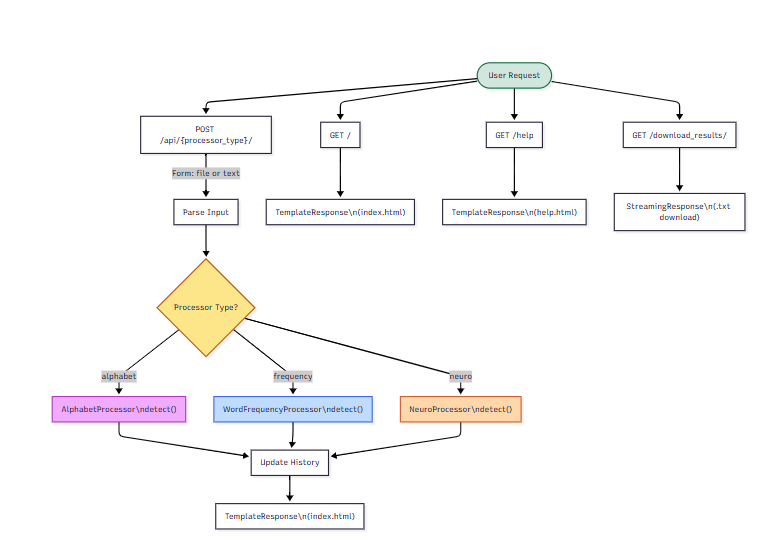 User Request
POST
/api/{processor_type}/
GET /
GET /help
GET /download_results/
Form: file or text
Parse Input
TemplateResponse\n(index.html)
TemplateResponse\n(help.html)
StreamingResponse\n(.txt
download)
Processor Type?
alphabet
frequency
neuro
AlphabetProcessor\ndetect()
WordFrequencyProcessor\ndetect()
NeuroProcessor\ndetect()
Update History
TemplateResponse\n(index.html)